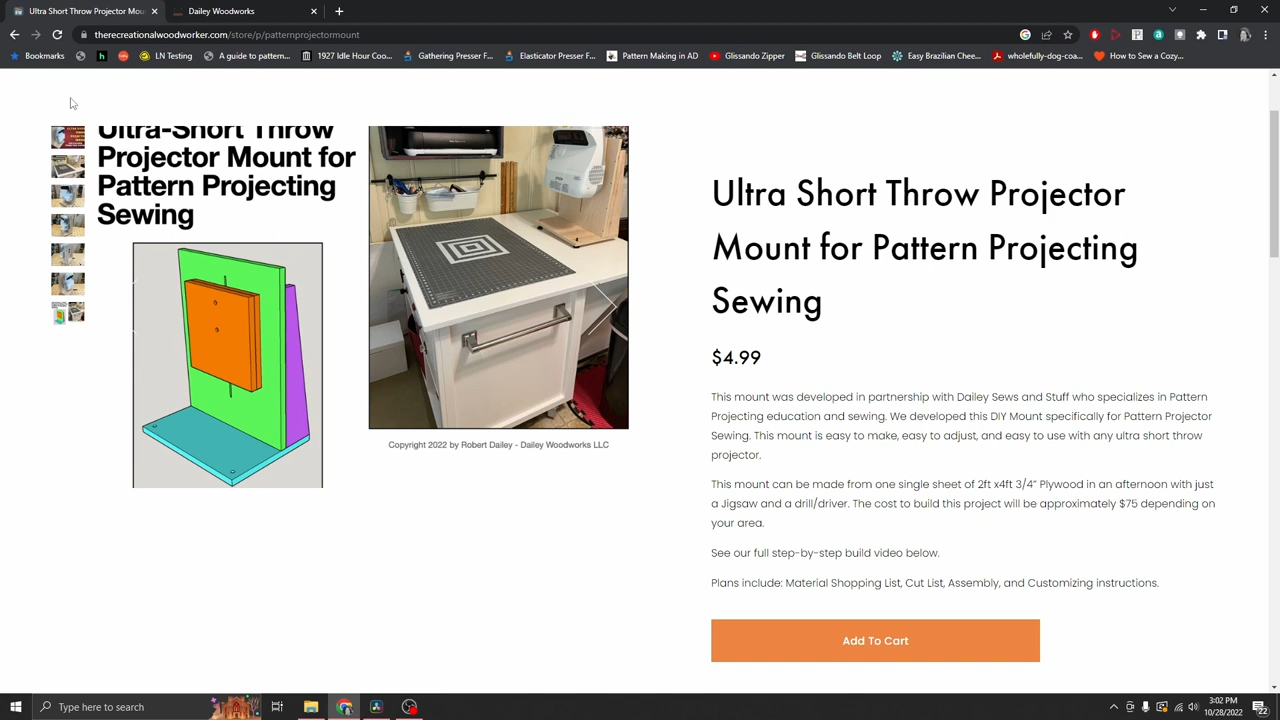 Ultra Short Throw Projector Mou
Dailey Woodworks
therecreationalwoodworker.com/store/p/patternprojectormount
Bookmarks
LN Testing
A guide to pattern...
1927 Idle Hour Coo...
Gathering Presser F...
Elasticator Presser F...
Pattern Making in AD
Glissando Zipper
Glissando Belt Loop
Easy Brazilian Chee...
wholefully-dog-coa...
How to Sew a Cozy...
Ultra-Short Throw
Projector Mount for
Pattern Projecting
Sewing
Copyright 2022 by Robert Dailey - Dailey Woodworks LLC
Ultra Short Throw Projector
Mount for Pattern Projecting
Sewing
$4.99
This mount was developed in partnership with Dailey Sews and Stuff who specializes in Pattern
Projecting education and sewing. We developed this DIY Mount specifically for Pattern Projector
Sewing. This mount is easy to make, easy to adjust, and easy to use with any ultra short throw
projector.
This mount can be made from one single sheet of 2ft x4ft 3/4" Plywood in an afternoon with just
a Jigsaw and a drill/driver. The cost to build this project will be approximately $75 depending on
your area.
See our full step-by-step build video below.
Plans include: Material Shopping List, Cut List, Assembly, and Customizing instructions.
Add To Cart
Type here to search
3:02 PM
10/28/2022
22